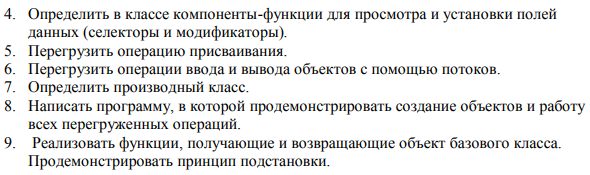 4. Определить в классе компоненты-функции для просмотра и установки полей
данных (селекторы и модификаторы).
5. Перегрузить операцию присваивания.
6. Перегрузить операции ввода и вывода объектов с помощью потоков.
7. Определить производный класс.
8. Написать программу, в которой продемонстрировать создание объектов и работу
всех перегруженных операций.
9. Реализовать функции, получающие и возвращающие объект базового класса.
Продемонстрировать принцип подстановки.